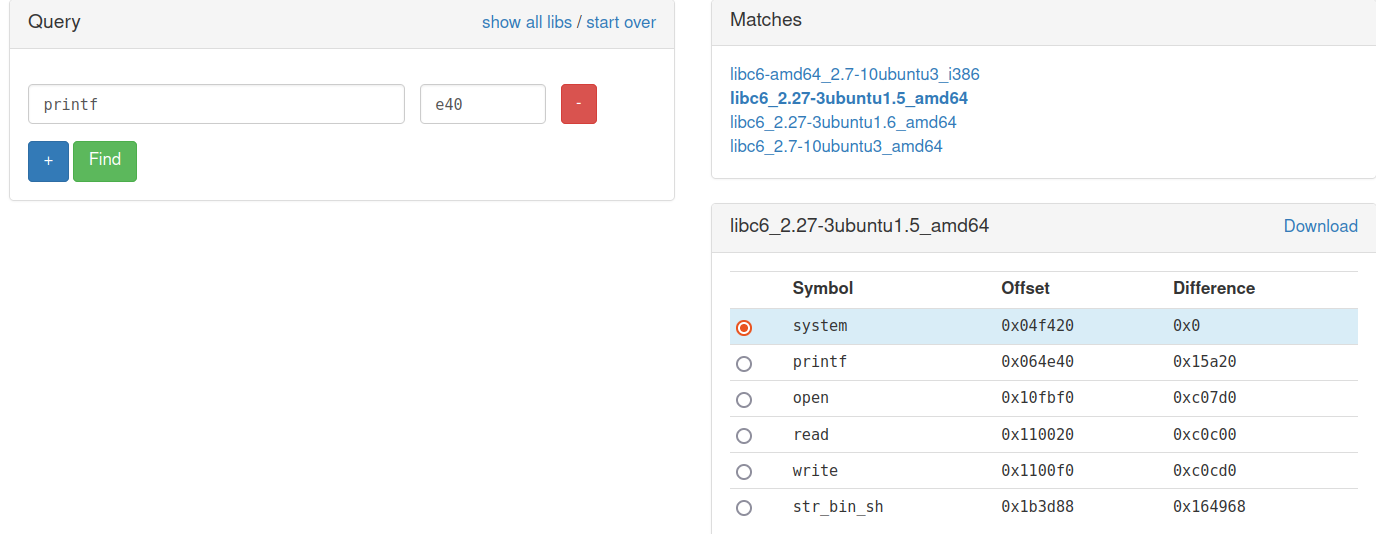 Query show all libs / start over
printf e40 -
+ Find
Matches
libc6-amd64_2.7-10ubuntu3_i386
libc6_2.27-3ubuntu1.5_amd64
libc6_2.27-3ubuntu1.6_amd64
libc6_2.7-10ubuntu3_amd64
libc6_2.27-3ubuntu1.5_amd64 Download
Symbol Offset Difference
system 0x04f420 0x0
printf 0x064e40 0x15a20
open 0x10fbf0 0xc07d0
read 0x110020 0xc0c00
write 0x1100f0 0xc0cd0
str_bin_sh 0x1b3d88 0x164968